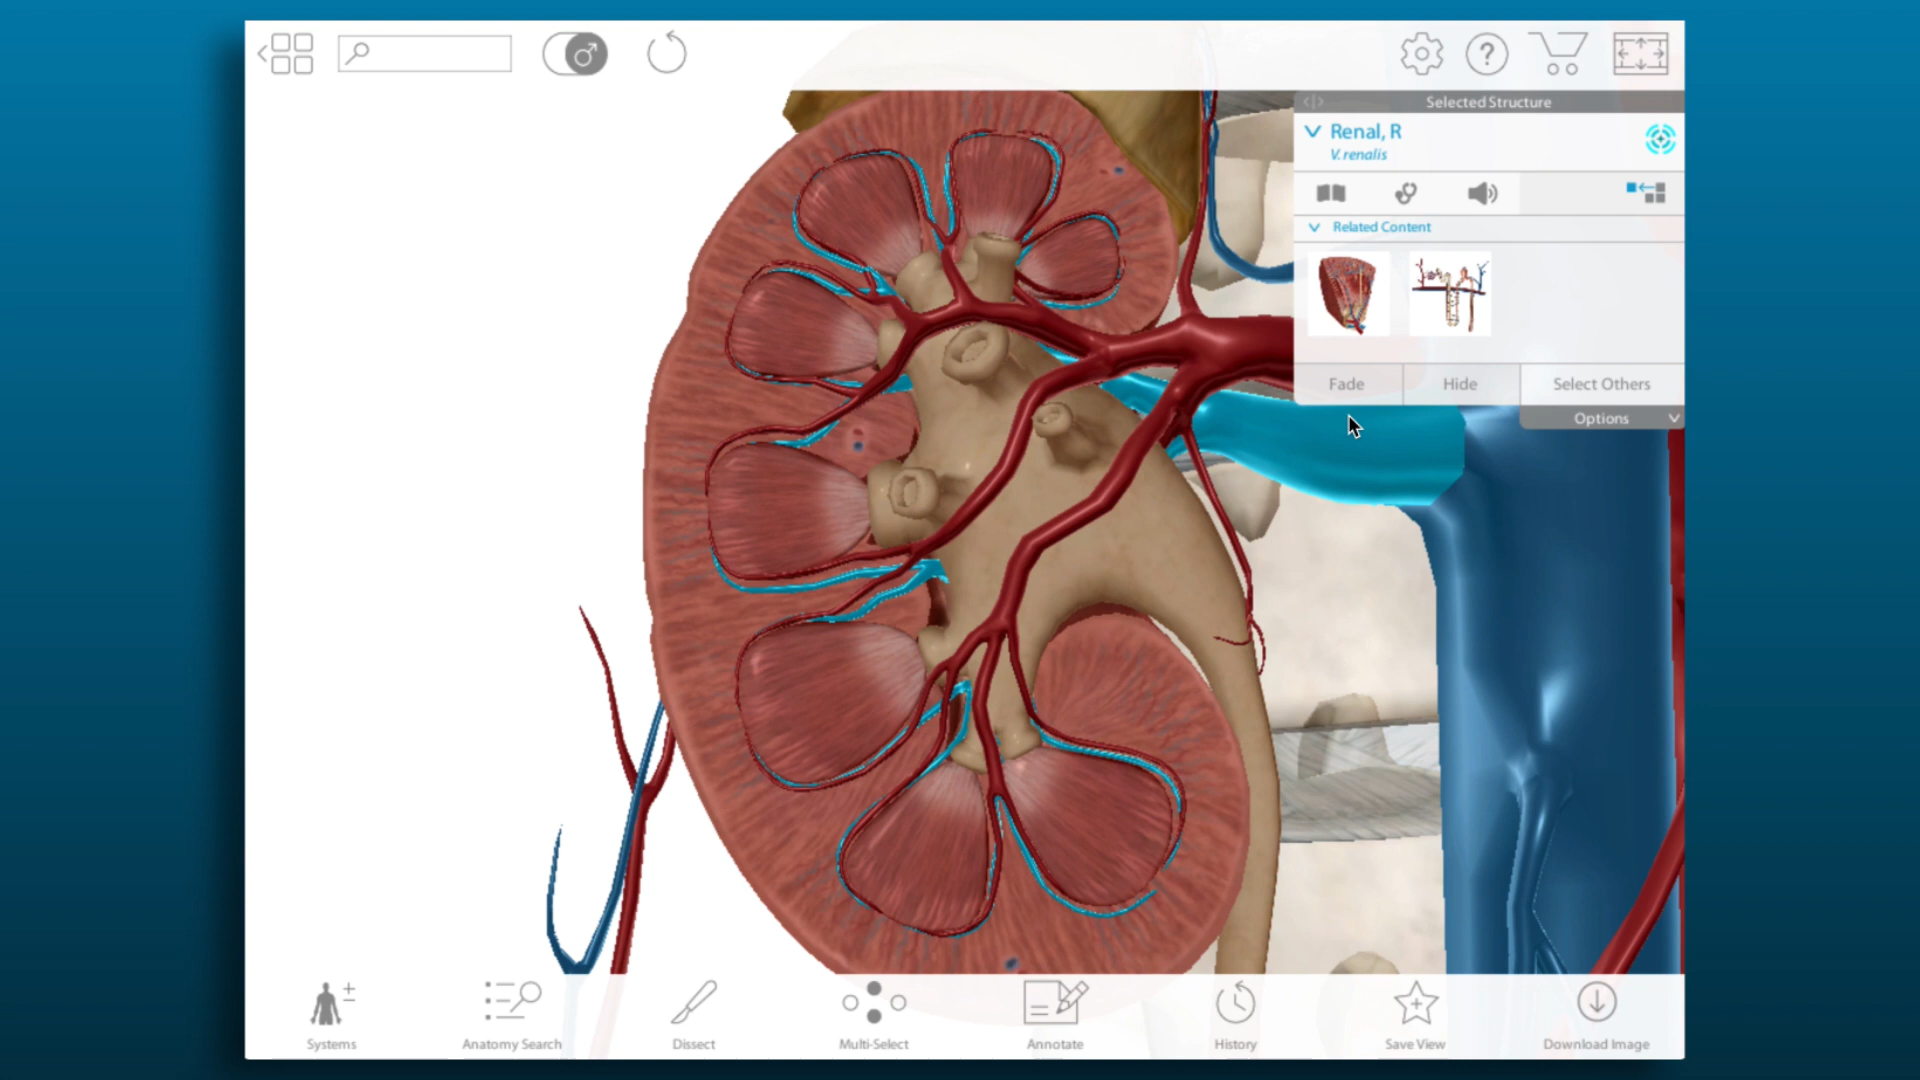 Selected Structure
Renal, R
V. renalis
Related Content
Fade
Hide
Select Others
Options
Systems
Anatomy Search
Dissect
Multi-Select
Annotate
History
Save View
Download Image